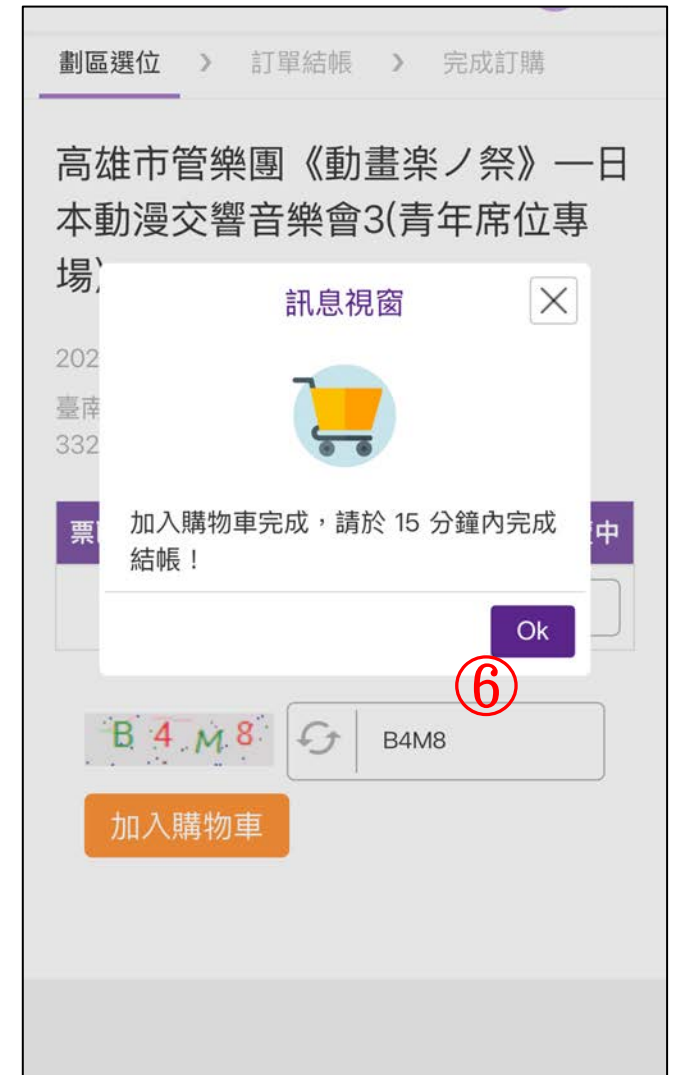 劃區選位 › 訂單結帳 › 完成訂購
高雄市管樂團《動畫楽ノ祭》—日
本動漫交響音樂會3(青年席位專
場)
訊息視窗
202
臺南
332
加入購物車完成，請於 15 分鐘內完成
結帳！
票
中
Ok
⑥
B4M8
B4M8
加入購物車